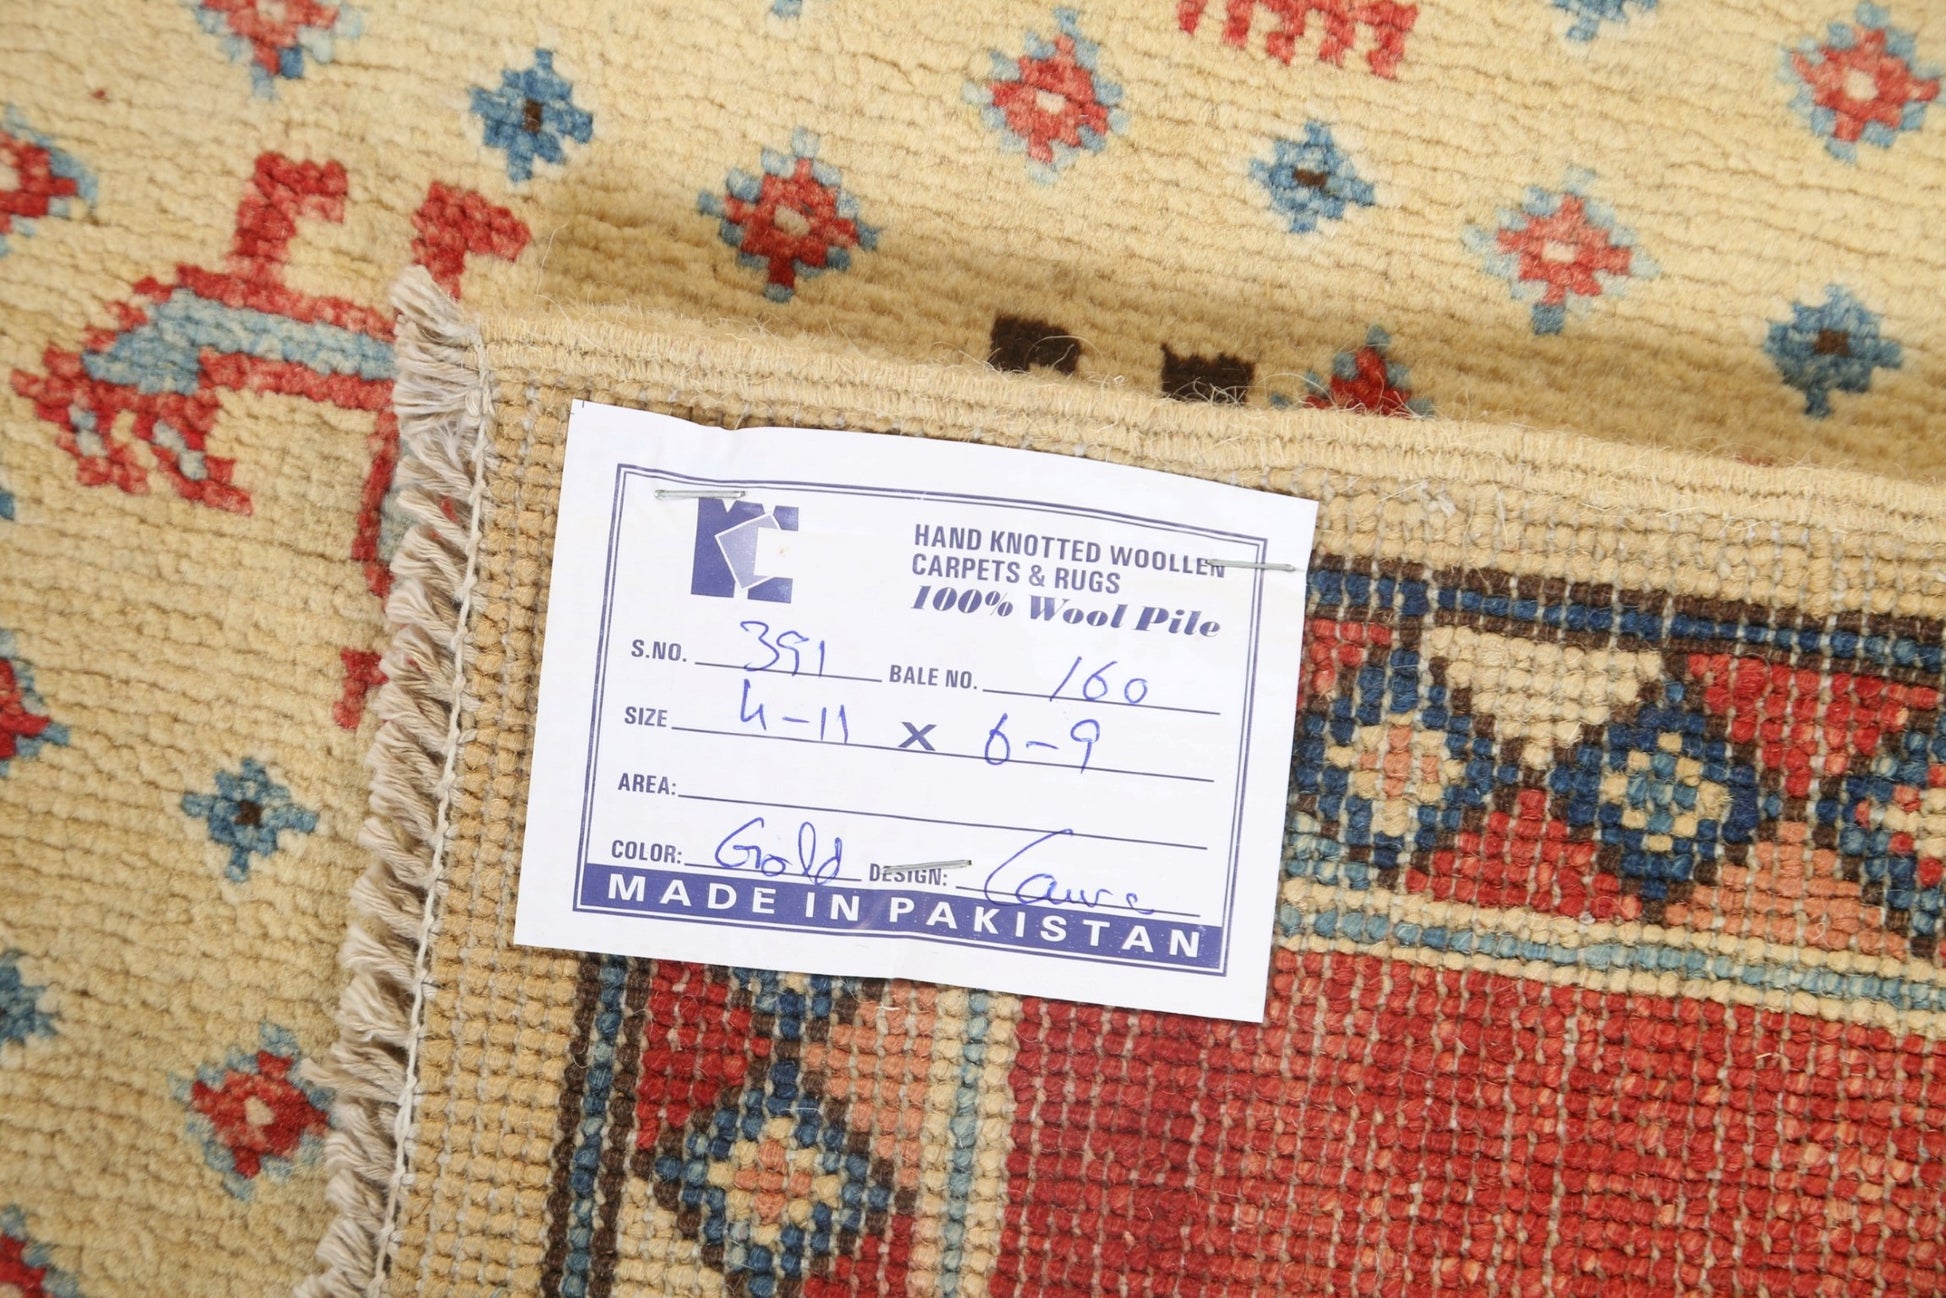 HAND KNOTTED WOOLLEN
CARPETS & RUGS
100% Wool Pile
S.NO. 391 BALE NO. 160
SIZE 4-11 X 6-9
AREA:
COLOR: Gold DESIGN:
MADE IN PAKISTAN